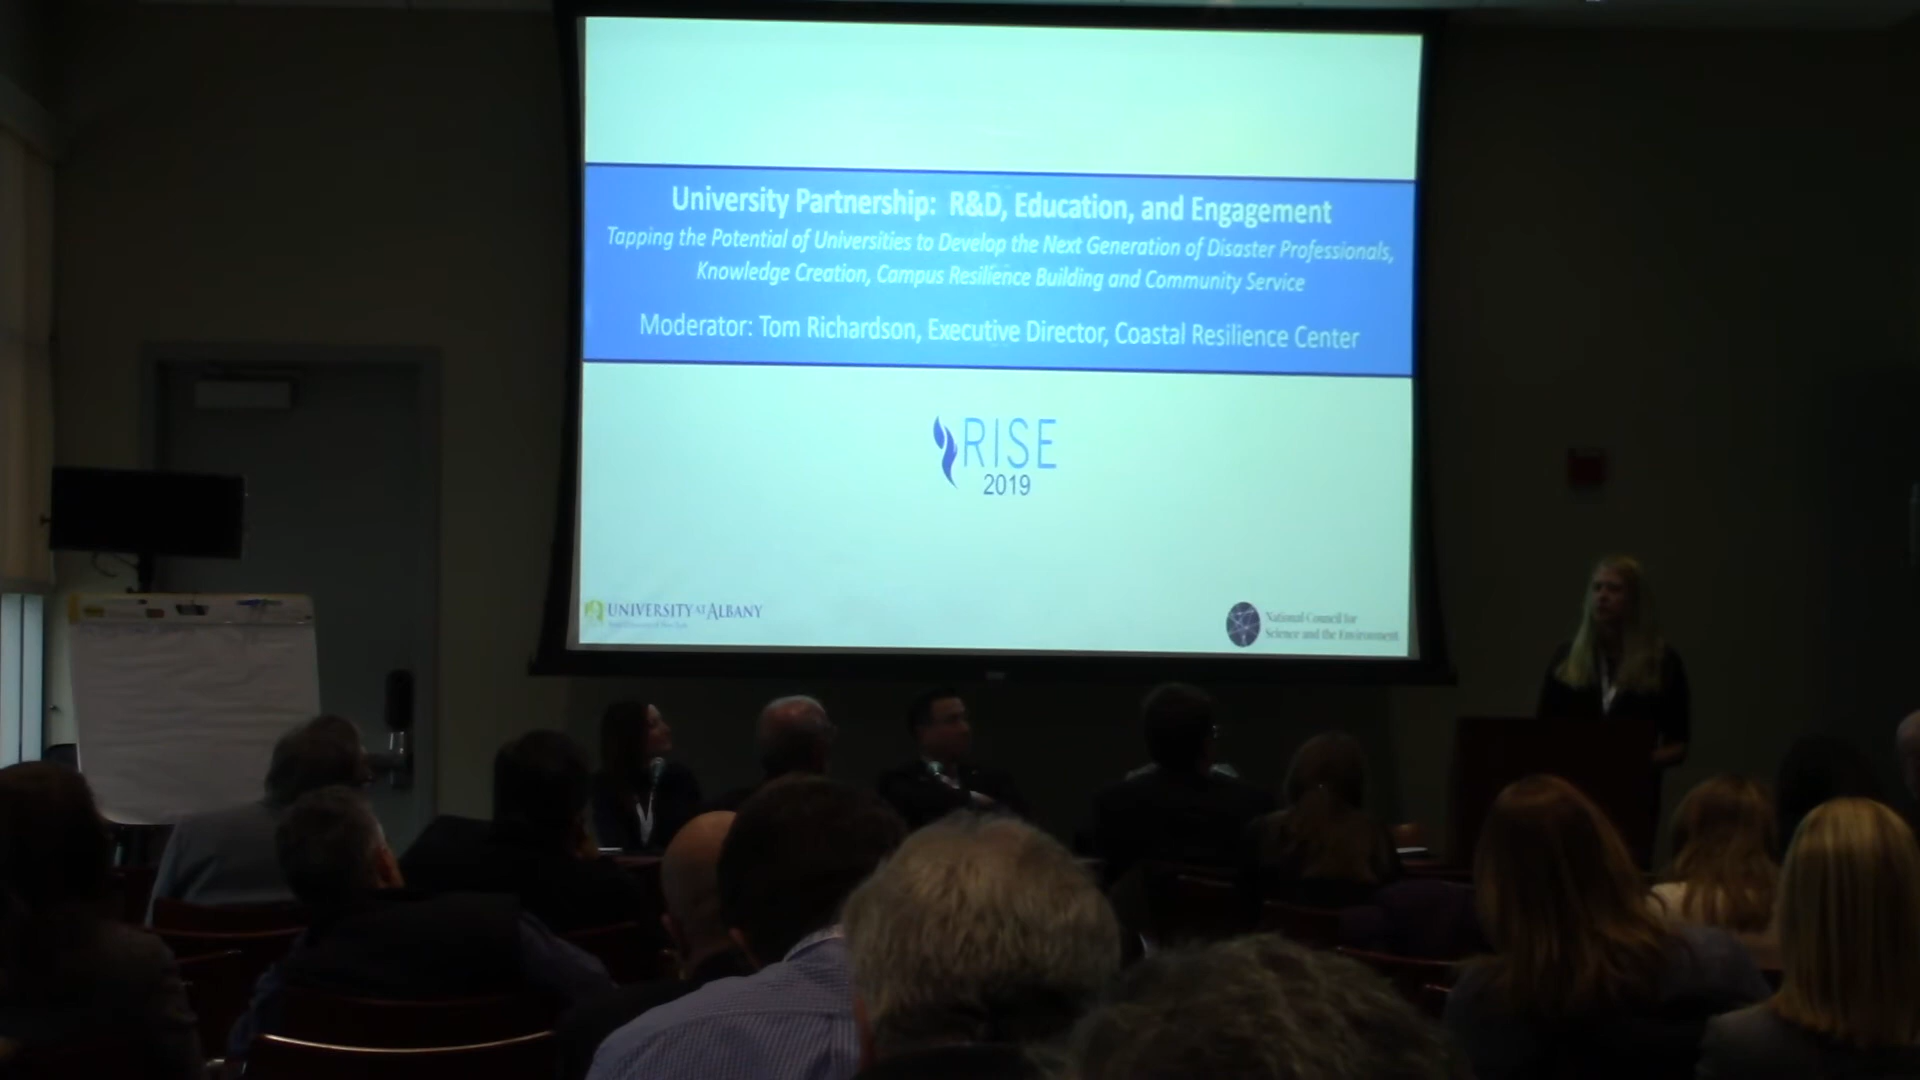 University Partnership: R&D, Education, and Engagement
Tapping the Potential of Universities to Develop the Next Generation of Disaster Professionals,
Knowledge Creation, Campus Resilience Building and Community Service
Moderator: Tom Richardson, Executive Director, Coastal Resilience Center
RISE
2019
UNIVERSITY AT ALBANY
National Council for
Science and the Environment